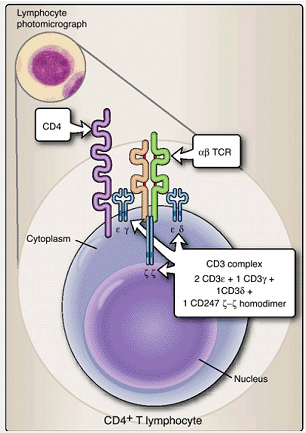 Lymphocyte
photomicrograph
CD4
αβ TCR
ε γ
ε δ
Cytoplasm
ζ ζ
CD3 complex
2 CD3ε + 1 CD3γ +
1CD3δ +
1 CD247 ζ–ζ homodimer
Nucleus
CD4+ T lymphocyte